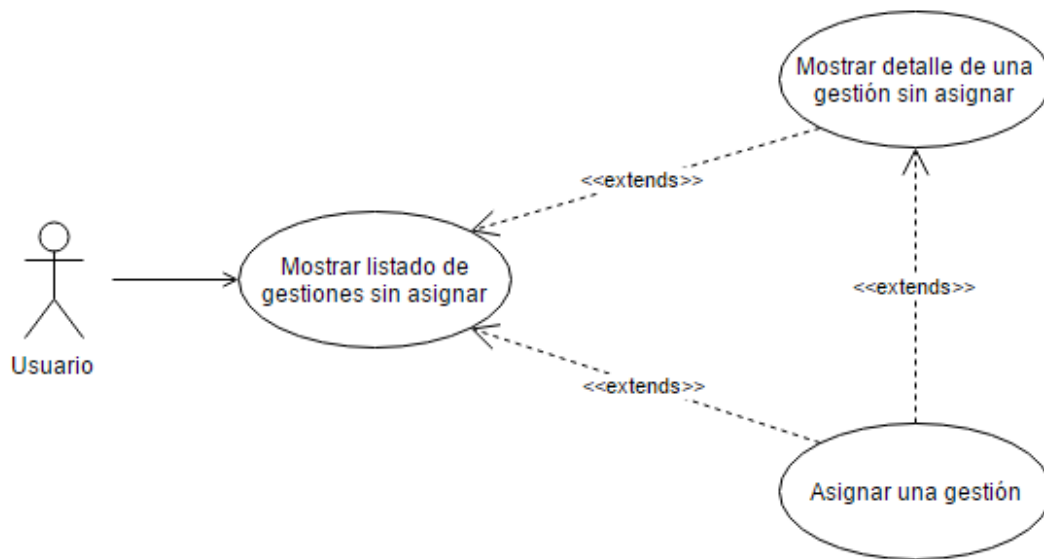 Mostrar detalle de una
gestión sin asignar
<<extends>>
Mostrar listado de
gestiones sin asignar
<<extends>>
Usuario
<<extends>>
Asignar una gestión